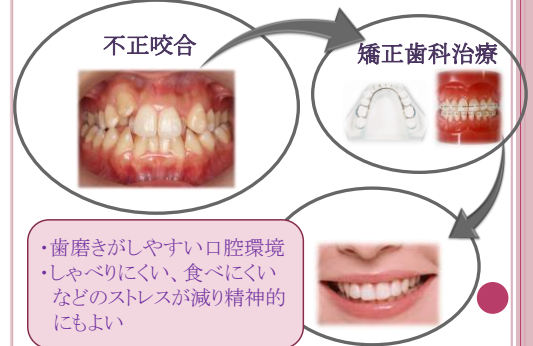 不正咬合
矯正歯科治療
・歯磨きがしやすい口腔環境
・しゃべりにくい、食べにくい
などのストレスが減り精神的
にもよい